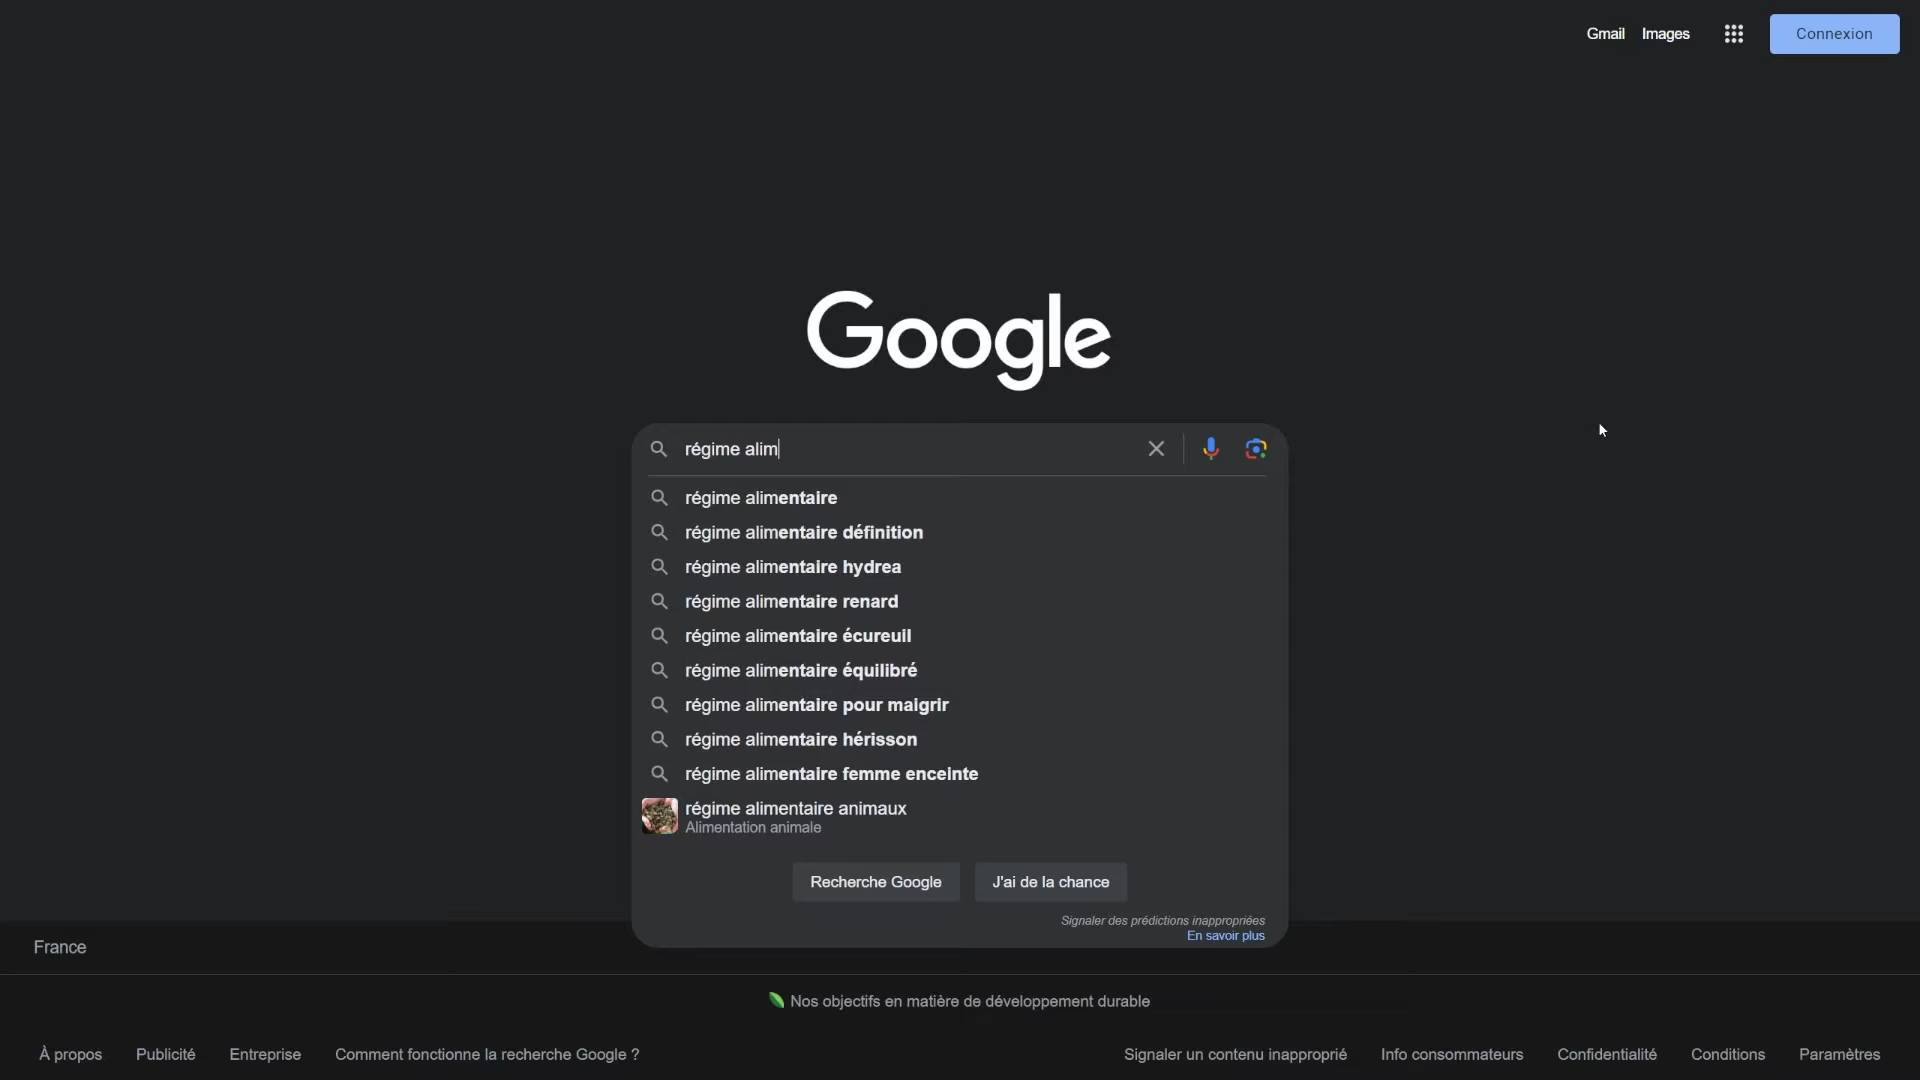 Gmail Images Connexion
Google
régime alim
régime alimentaire
régime alimentaire définition
régime alimentaire hydrea
régime alimentaire renard
régime alimentaire écureuil
régime alimentaire équilibré
régime alimentaire pour maigrir
régime alimentaire hérisson
régime alimentaire femme enceinte
régime alimentaire animaux
Alimentation animale
Recherche Google J'ai de la chance
Signaler des prédictions inappropriées
En savoir plus
France
Nos objectifs en matière de développement durable
À propos Publicité Entreprise Comment fonctionne la recherche Google ? Signaler un contenu inapproprié Info consommateurs Confidentialité Conditions Paramètres